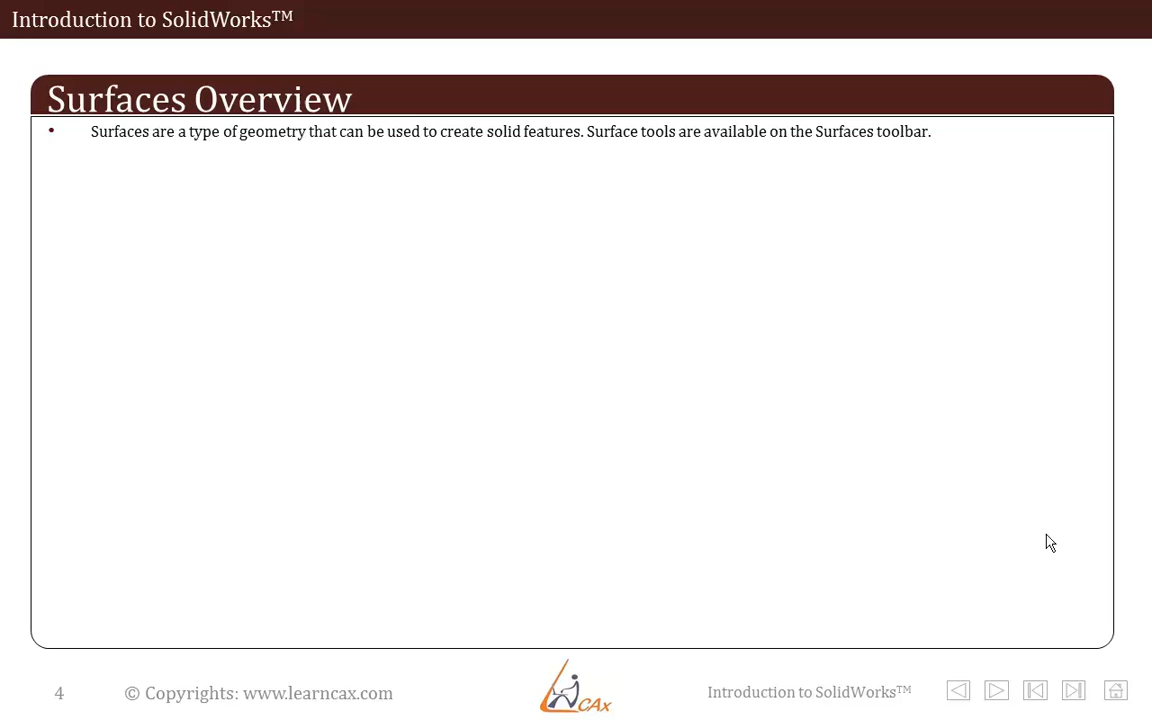 Introduction to SolidWorks™
Surfaces Overview
• Surfaces are a type of geometry that can be used to create solid features. Surface tools are available on the Surfaces toolbar.
4
© Copyrights: www.learncax.com
CAx
Introduction to SolidWorks™